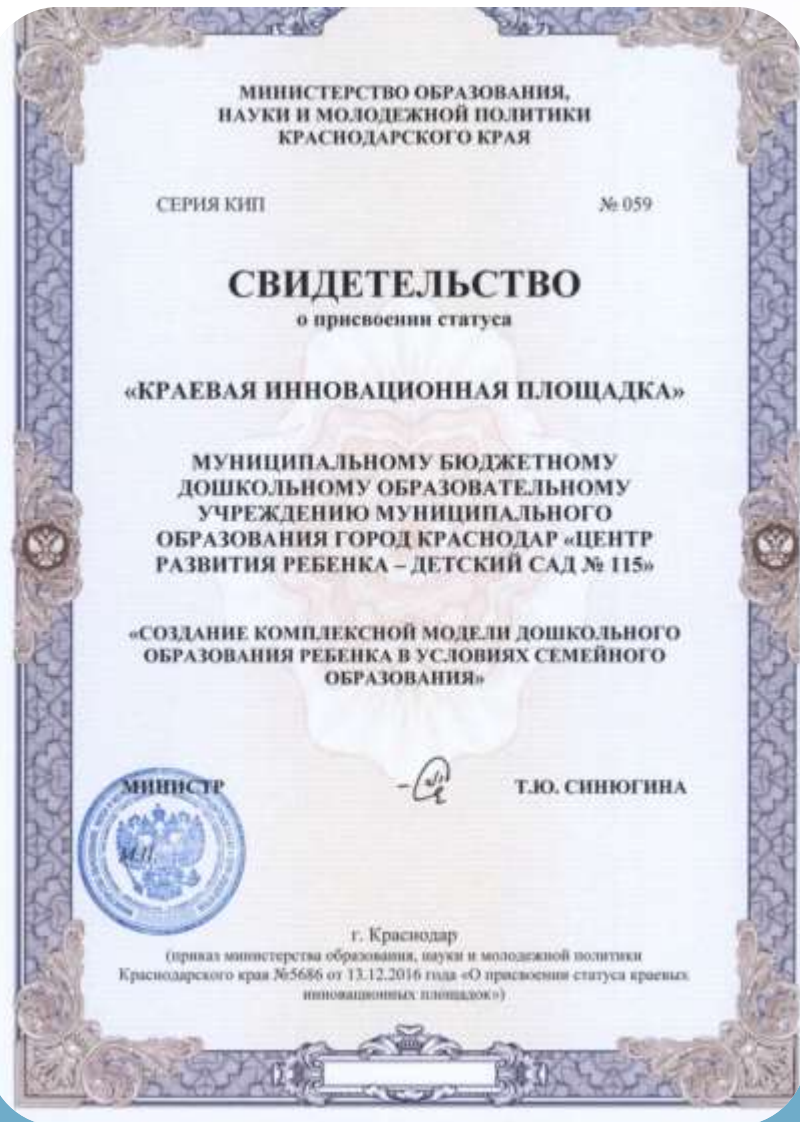 МИНИСТЕРСТВО ОБРАЗОВАНИЯ,
НАУКИ И МОЛОДЕЖНОЙ ПОЛИТИКИ
КРАСНОДАРСКОГО КРАЯ
СЕРИЯ КИП № 059
СВИДЕТЕЛЬСТВО
о присвоении статуса
«КРАЕВАЯ ИННОВАЦИОННАЯ ПЛОЩАДКА»
МУНИЦИПАЛЬНОМУ БЮДЖЕТНОМУ
ДОШКОЛЬНОМУ ОБРАЗОВАТЕЛЬНОМУ
УЧРЕЖДЕНИЮ МУНИЦИПАЛЬНОГО
ОБРАЗОВАНИЯ ГОРОД КРАСНОДАР «ЦЕНТР
РАЗВИТИЯ РЕБЕНКА – ДЕТСКИЙ САД № 115»
«СОЗДАНИЕ КОМПЛЕКСНОЙ МОДЕЛИ ДОШКОЛЬНОГО
ОБРАЗОВАНИЯ РЕБЕНКА В УСЛОВИЯХ СЕМЕЙНОГО
ОБРАЗОВАНИЯ»
МИНИСТР Т.Ю. СИНЮГИНА
М.П.
г. Краснодар
(приказ министерства образования, науки и молодежной политики
Краснодарского края №5686 от 13.12.2016 года «О присвоении статуса краевых
инновационных площадок»)